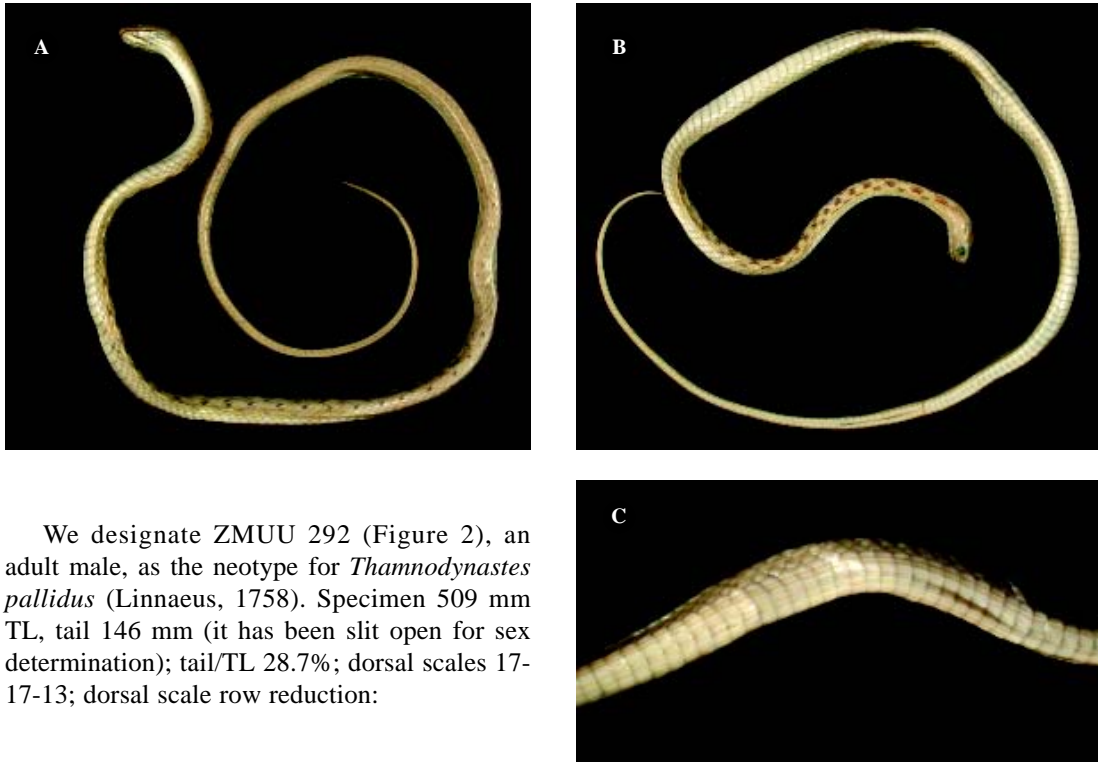 A
B
We designate ZMUU 292 (Figure 2), an
adult male, as the neotype for Thamnodynastes
pallidus (Linnaeus, 1758). Specimen 509 mm
TL, tail 146 mm (it has been slit open for sex
determination); tail/TL 28.7%; dorsal scales 17-
17-13; dorsal scale row reduction:
C